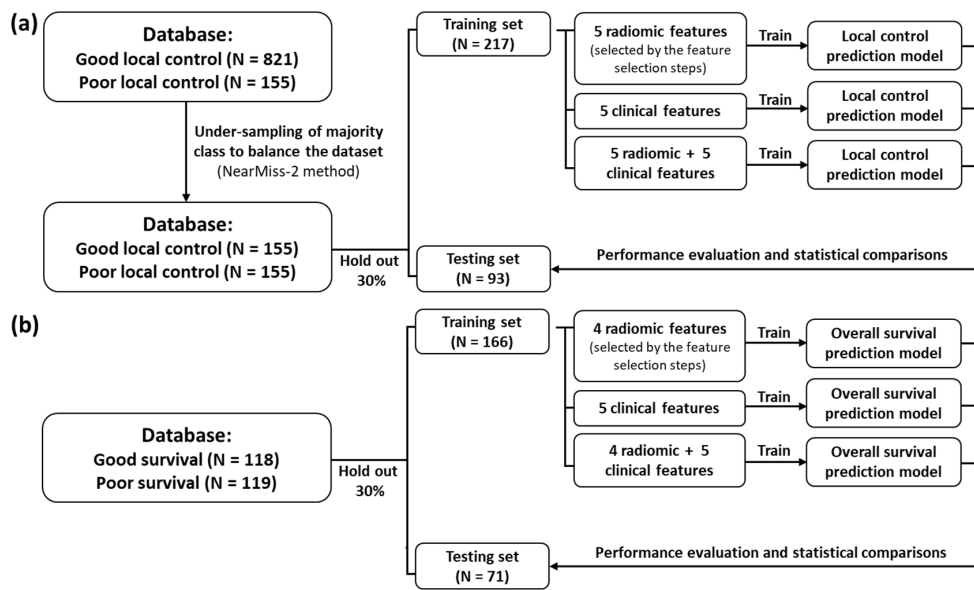 (a)
Database:
Good local control (N = 821)
Poor local control (N = 155)
Under-sampling of majority
class to balance the dataset
(NearMiss-2 method)
Database:
Good local control (N = 155)
Poor local control (N = 155)
Hold out
30%
Training set
(N = 217)
5 radiomic features
(selected by the feature
selection steps)
Train
Local control
prediction model
5 clinical features
Train
Local control
prediction model
5 radiomic + 5
clinical features
Train
Local control
prediction model
Testing set
(N = 93)
Performance evaluation and statistical comparisons
(b)
Database:
Good survival (N = 118)
Poor survival (N = 119)
Hold out
30%
Training set
(N = 166)
4 radiomic features
(selected by the feature
selection steps)
Train
Overall survival
prediction model
5 clinical features
Train
Overall survival
prediction model
4 radiomic + 5
clinical features
Train
Overall survival
prediction model
Testing set
(N = 71)
Performance evaluation and statistical comparisons